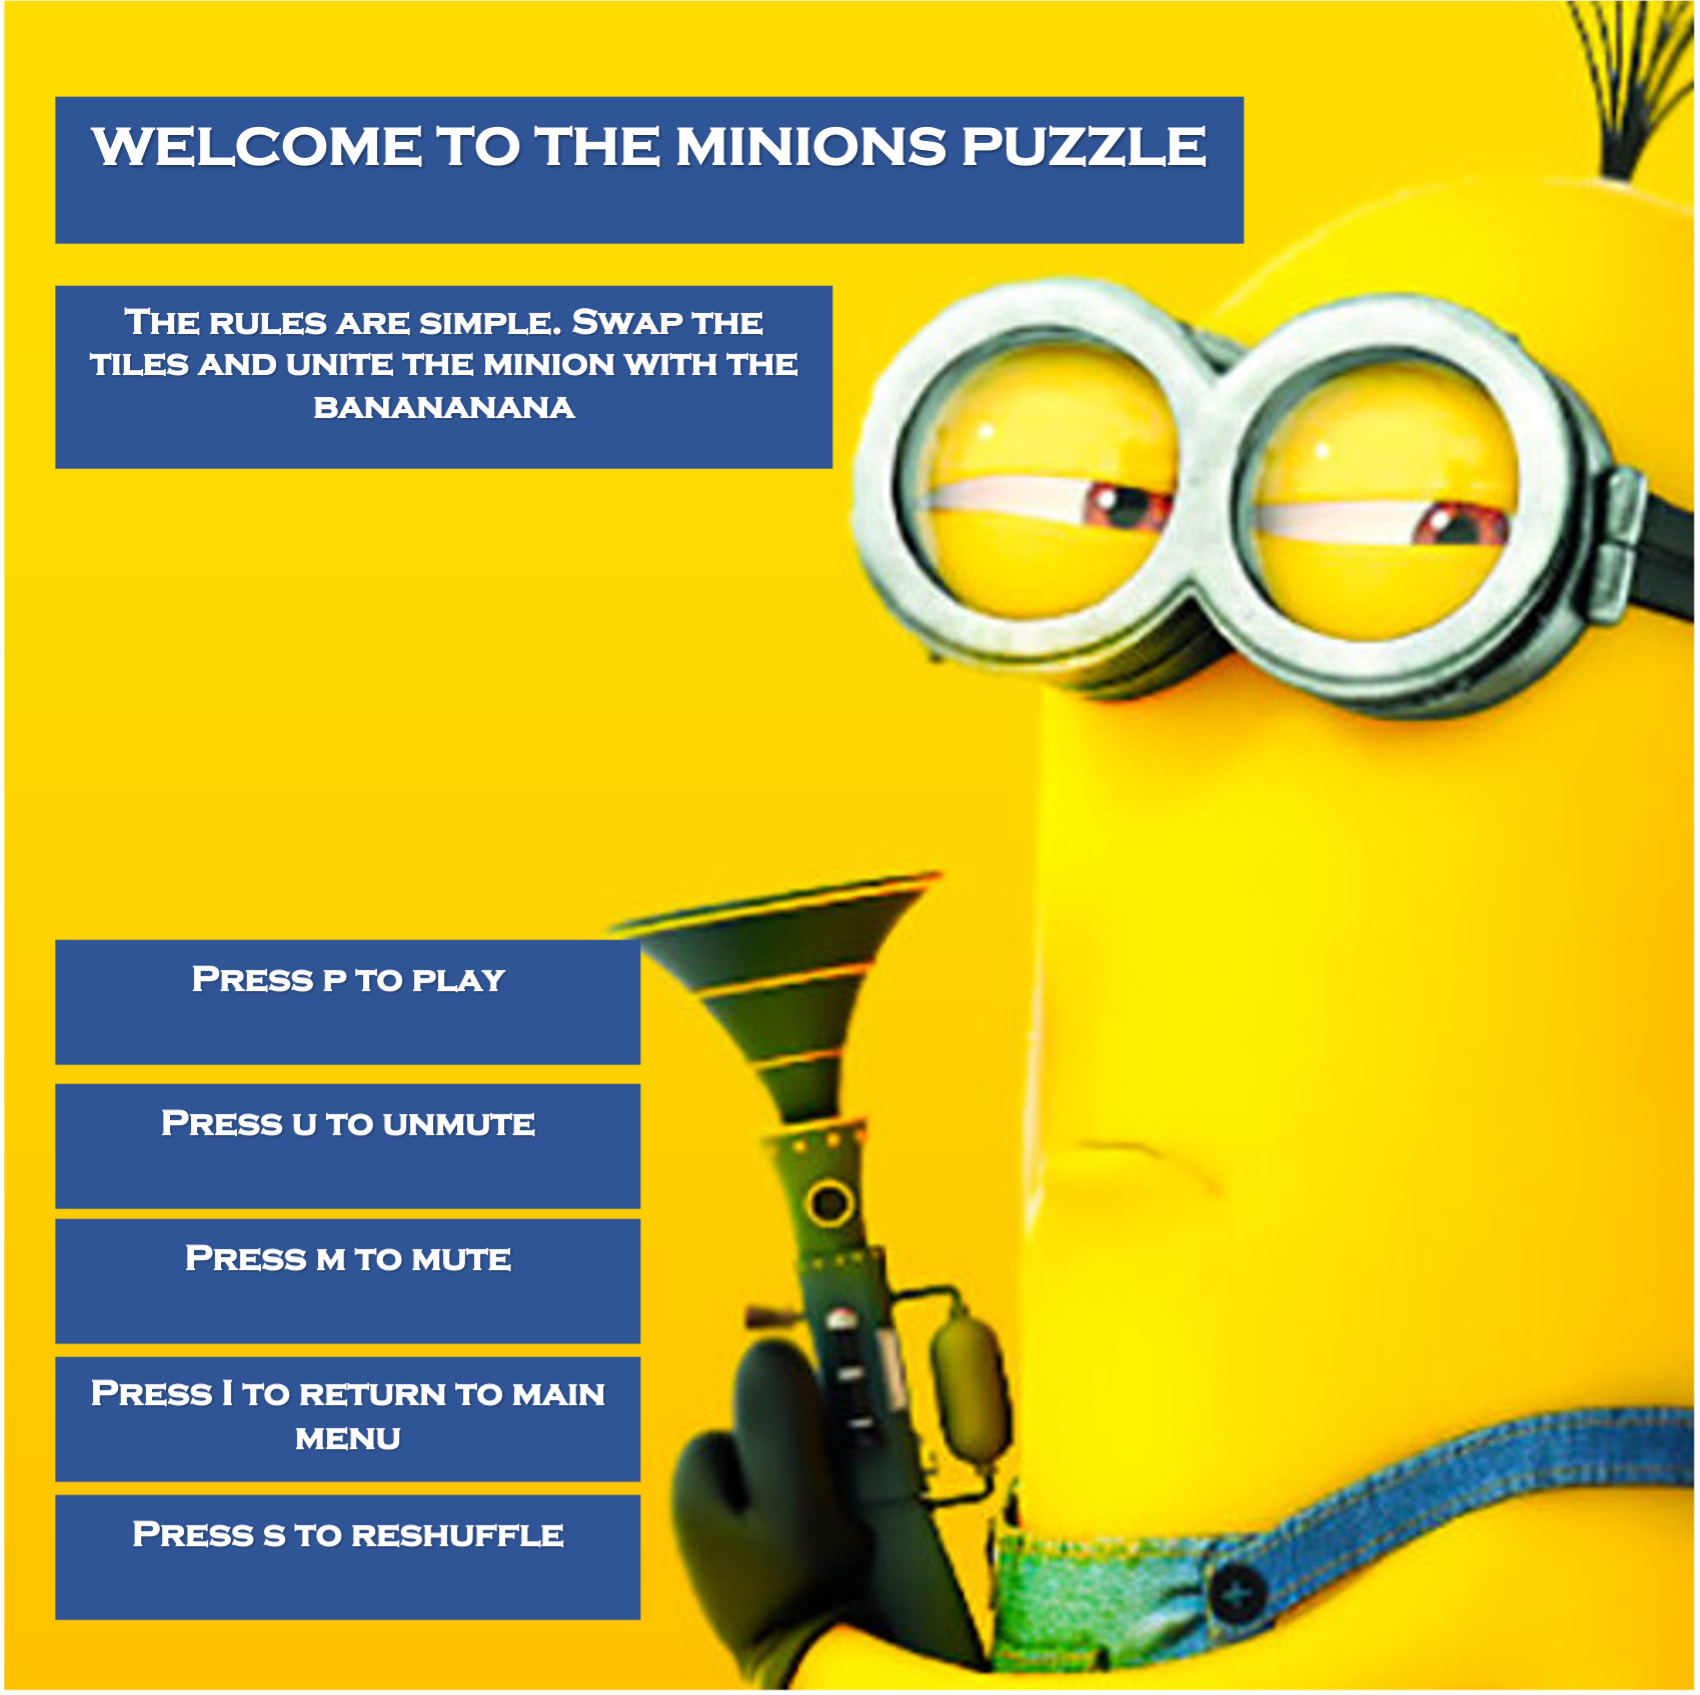 WELCOME TO THE MINIONS PUZZLE
The rules are simple. Swap the
tiles and unite the minion with the
banananana
Press p to play
Press u to unmute
Press m to mute
Press I to return to main
menu
Press s to reshuffle